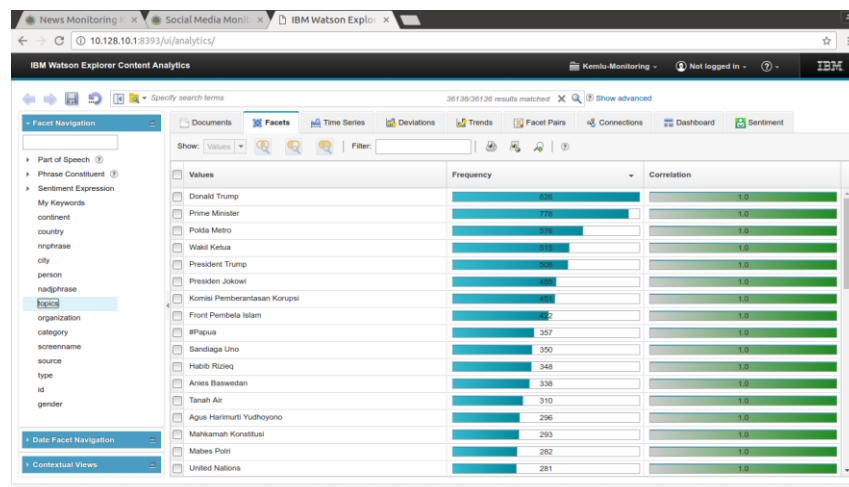 News Monitoring K
Social Media Monit
IBM Watson Explor
10.128.10.1:8393/ui/analytics/
IBM Watson Explorer Content Analytics
Kemlu-Monitoring
Not logged in
IBM
Specify search terms
36136/36136 results matched
Show advanced
Facet Navigation
Documents
Facets
Time Series
Deviations
Trends
Facet Pairs
Connections
Dashboard
Sentiment
Show: Values
Filter:
Part of Speech
Phrase Constituent
Sentiment Expression
My Keywords
continent
country
nnphrase
city
person
nadjphrase
topics
organization
category
screenname
source
type
id
gender
Date Facet Navigation
Contextual Views
Values Frequency Correlation
Donald Trump 826 1.0
Prime Minister 778 1.0
Polda Metro 576 1.0
Wakil Ketua 515 1.0
President Trump 508 1.0
Presiden Jokowi 1.0
Komisi Pemberantasan Korupsi 451 1.0
Front Pembela Islam 422 1.0
#Papua 357 1.0
Sandiaga Uno 350 1.0
Habib Rizieq 348 1.0
Anies Baswedan 338 1.0
Tanah Air 310 1.0
Agus Harimurti Yudhoyono 296 1.0
Mahkamah Konstitusi 293 1.0
Mabes Polri 282 1.0
United Nations 281 1.0